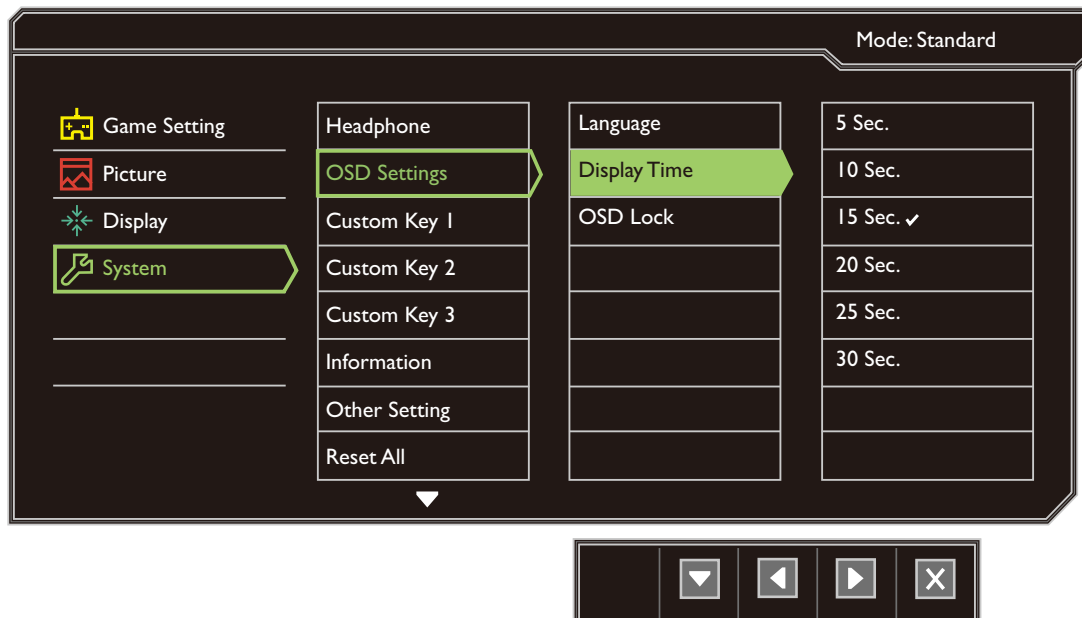 Mode: Standard
Game Setting
Picture
Display
System
Headphone
OSD Settings
Custom Key 1
Custom Key 2
Custom Key 3
Information
Other Setting
Reset All
Language
Display Time
OSD Lock
5 Sec.
10 Sec.
15 Sec. ✓
20 Sec.
25 Sec.
30 Sec.